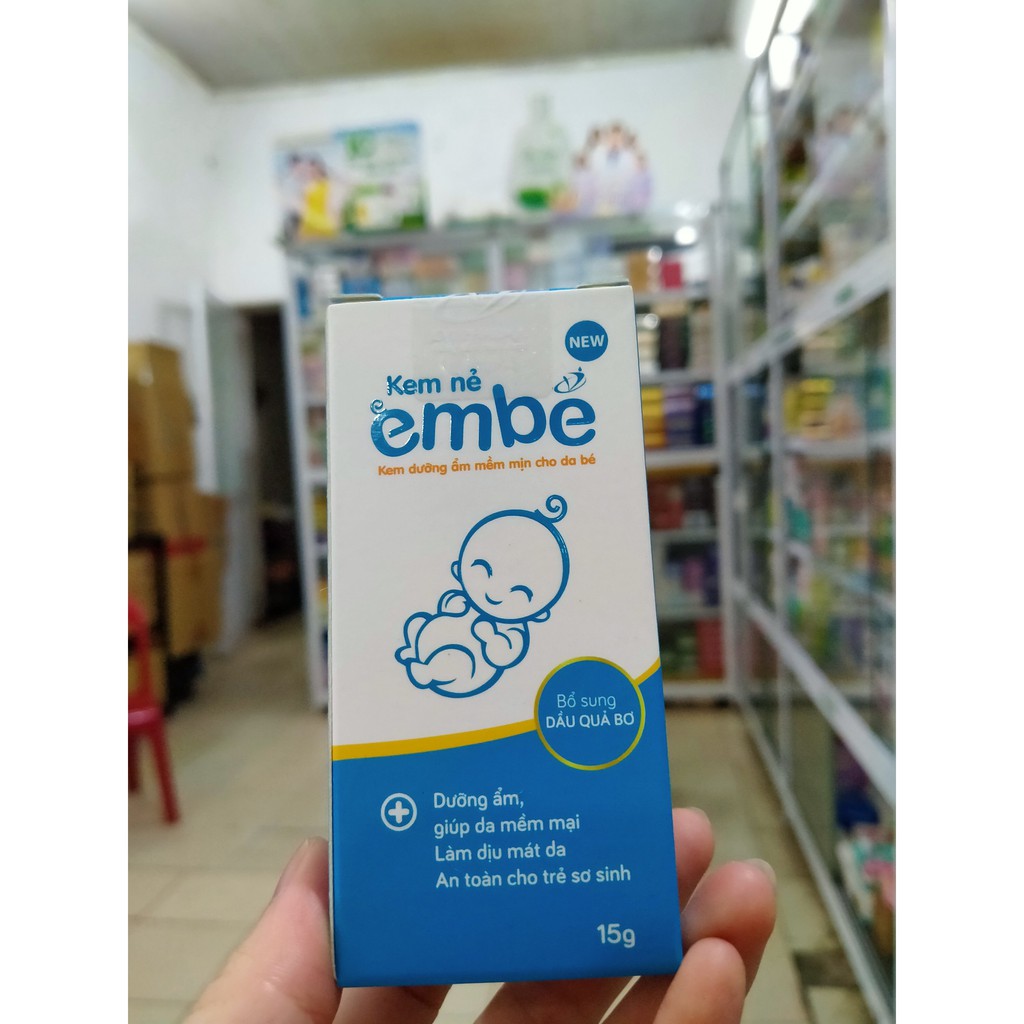 NEW
Kem nẻ
embé
Kem dưỡng ẩm mềm mịn cho da bé
Bổ sung
DẦU QUẢ BƠ
Dưỡng ẩm,
giúp da mềm mại
Làm dịu mát da
An toàn cho trẻ sơ sinh
15g